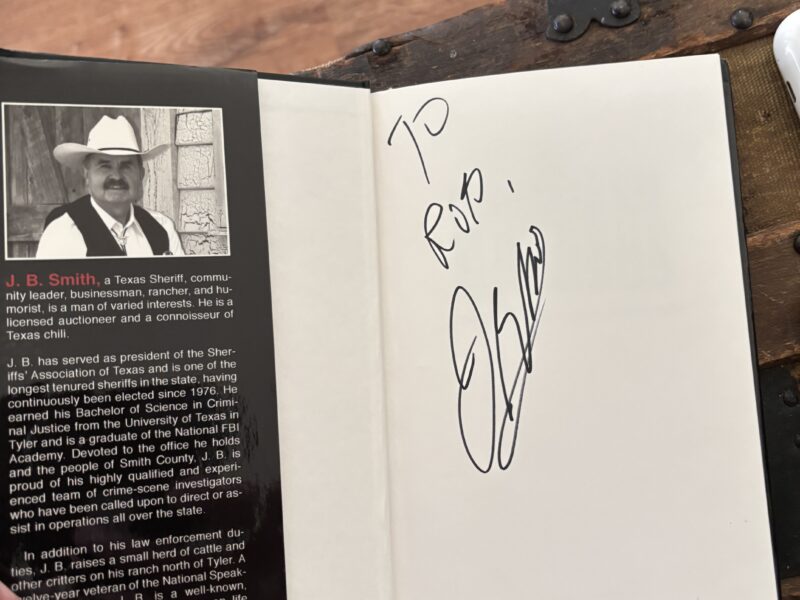 J. B. Smith, a Texas Sheriff, commu-
nity leader, businessman, rancher, and hu-
morist, is a man of varied interests. He is a
licensed auctioneer and a connoisseur of
Texas chili.
J. B. has served as president of the Sher-
iffs' Association of Texas and is one of the
longest tenured sheriffs in the state, having
continuously been elected since 1976. He
earned his Bachelor of Science in Crimi-
nal Justice from the University of Texas in
Tyler and is a graduate of the National FBI
Academy. Devoted to the office he holds
and the people of Smith County, J. B. is
proud of his highly qualified and experi-
enced team of crime-scene investigators
who have been called upon to direct or as-
sist in operations all over the state.
In addition to his law enforcement du-
ties, J. B. raises a small herd of cattle and
other critters on his ranch north of Tyler. A
twelve-year veteran of the National Speak-
J. B. is a well-known,
life
TO
ROD,